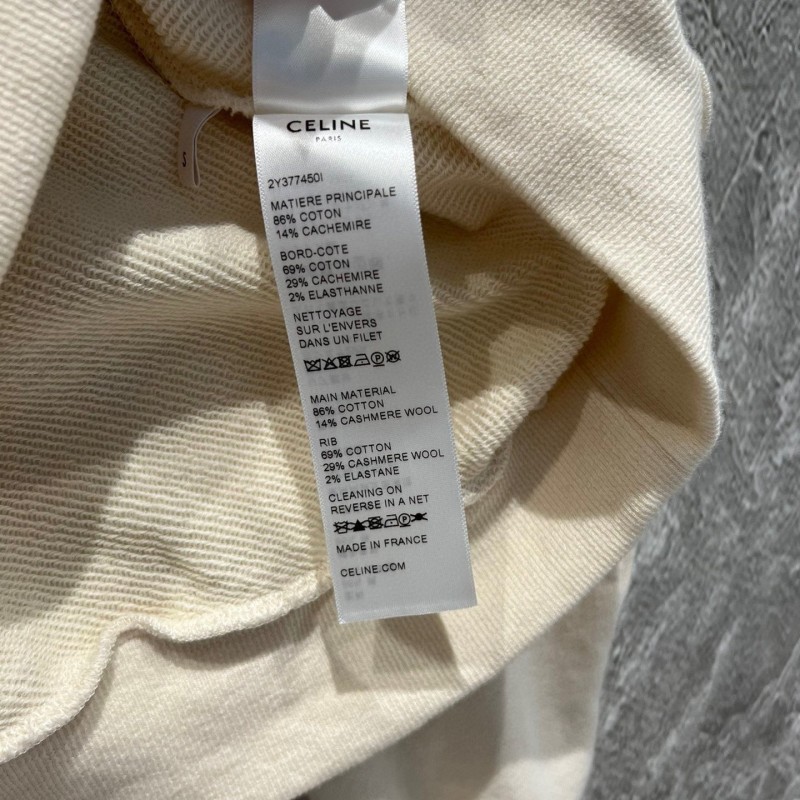 CELINE
PARIS
S
2Y377450I
MATIERE PRINCIPALE
86% COTON
14% CACHEMIRE
BORD-COTE
69% COTON
29% CACHEMIRE
2% ELASTHANNE
NETTOYAGE
SUR L'ENVERS
DANS UN FILET
MAIN MATERIAL
86% COTTON
14% CASHMERE WOOL
RIB
69% COTTON
29% CASHMERE WOOL
2% ELASTANE
CLEANING ON
REVERSE IN A NET
MADE IN FRANCE
CELINE.COM